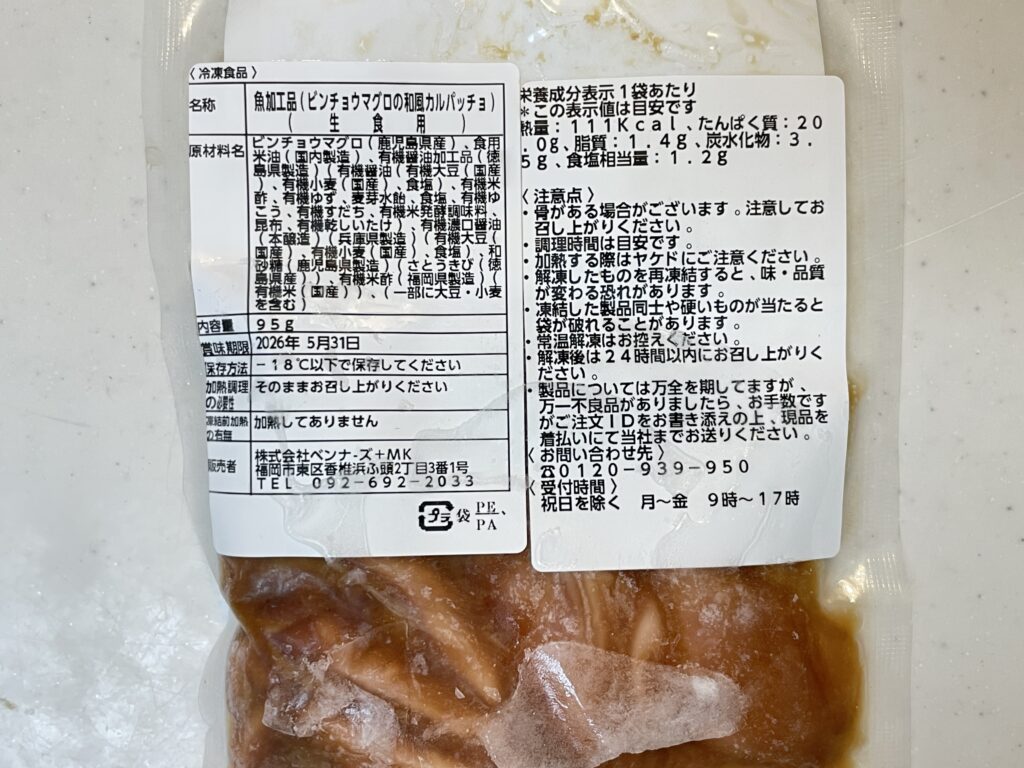 〈冷凍食品〉
名称
魚加工品(ビンチョウマグロの和風カルパッチョ)
(生食用)
原材料名
ビンチョウマグロ(鹿児島県産)、食用
米油(国内製造)、有機醤油加工品(徳
島県製造)(有機醤油(有機大豆(国産
)、有機小麦(国産)、食塩)、有機米
酢、有機ゆず、麦芽水飴、食塩、有機ゆ
こう、有機すだち、有機米発酵調味料、
昆布、有機乾しいたけ)、有機濃口醤油
(本醸造)(兵庫県製造)(有機大豆(
国産)、有機小麦(国産)、食塩)、和
砂糖(鹿児島県製造)(さとうきび(徳
島県産))、有機米酢(福岡県製造)(
有機米(国産))、(一部に大豆・小麦
を含む)
内容量
95g
賞味期限
2026年 5月31日
保存方法
-18℃以下で保存してください
加熱調理
の必要性
そのままお召し上がりください
凍結前加熱
の有無
加熱してありません
販売者
株式会社ベンナーズ+MK
福岡市東区香椎浜ふ頭2丁目3番1号
TEL 092-692-2033
プラ 袋 PE、
PA
栄養成分表示1袋あたり
*この表示値は目安です
熱量:111Kcal、たんぱく質:20
.0g、脂質:1.4g、炭水化物:3.
5g、食塩相当量:1.2g
〈注意点〉
・骨がある場合がございます。注意してお
召し上がりください。
・調理時間は目安です。
・加熱する際はヤケドにご注意ください。
・解凍したものを再凍結すると、味・品質
が変わる恐れがあります。
・凍結した製品同士や硬いものが当たると
袋が破れることがあります。
・常温解凍はお控えください。
・解凍後は24時間以内にお召し上がりく
ださい。
・製品については万全を期してますが、
万一不良品がありましたら、お手数です
がご注文IDをお書き添えの上、現品を
着払いにて当社までお送りください。
〈お問い合わせ先〉
☎0120-939-950
〈受付時間〉
祝日を除く 月~金 9時~17時